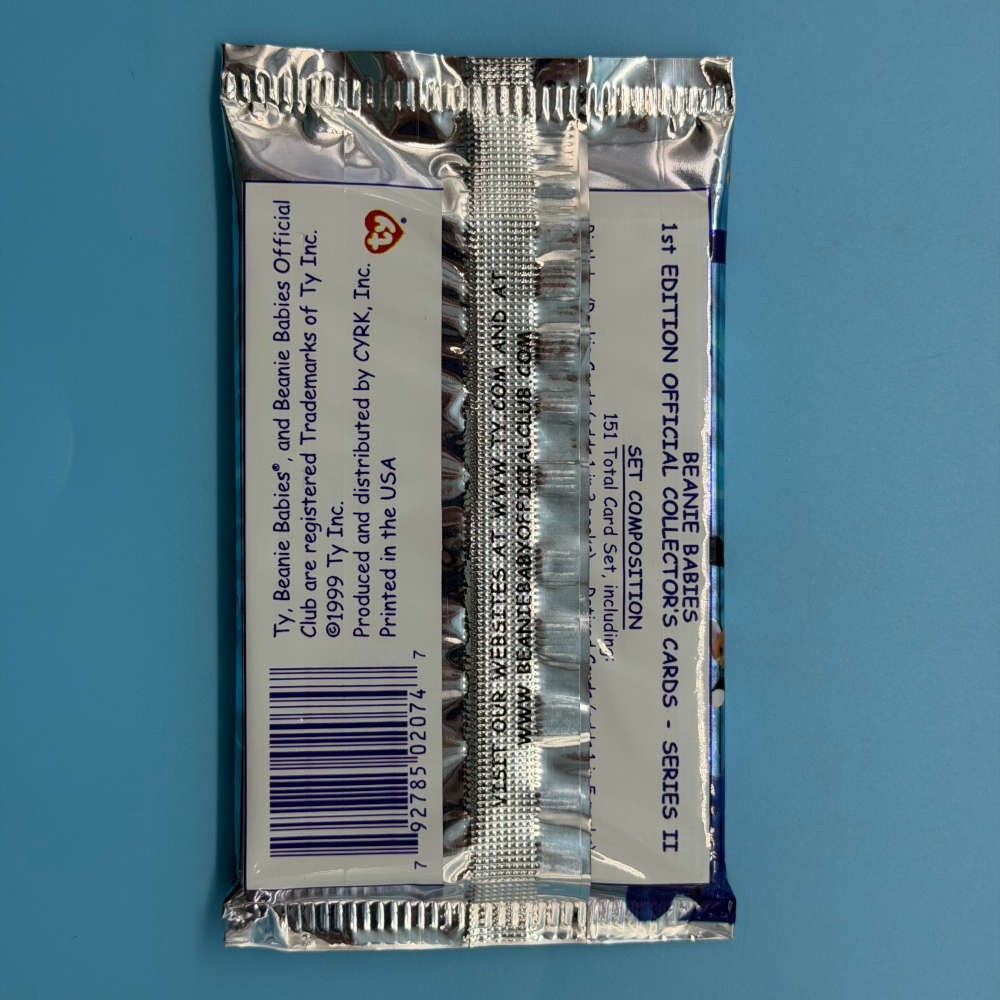 BEANIE BABIES
1st EDITION OFFICIAL COLLECTOR'S CARDS - SERIES II
SET COMPOSITION
151 Total Card Set, including:
VISIT OUR WEBSITES AT WWW.TY.COM AND AT
WWW.BEANIEBABYOFFICIALCLUB.COM
ty®
Ty, Beanie Babies®, and Beanie Babies Official
Club are registered Trademarks of Ty Inc.
©1999 Ty Inc.
Produced and distributed by CYRK, Inc.
Printed in the USA
7 92785 02074 7